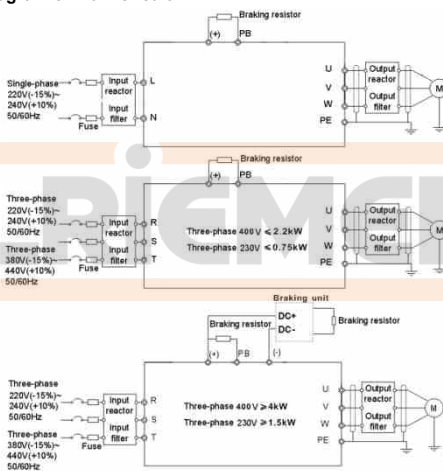 Braking resistor
(+) PB
Single-phase
220V(-15%)~
240V(+10%)
50/60Hz
Fuse
Input
reactor
Input
filter
L
N
U
V
W
PE
Output
reactor
Output
filter
M
Braking resistor
(+) PB
Three-phase
220V(-15%)~
240V(+10%)
50/60Hz
Three-phase
380V(-15%)~
440V(+10%)
50/60Hz
Fuse
Input
reactor
Input
filter
R
S
T
Three-phase 400V ≤2.2kW
Three-phase 230V ≤0.75kW
U
V
W
PE
Output
reactor
Output
filter
M
Braking unit
DC+
DC-
Braking resistor
Braking resistor
(+) PB (-)
Three-phase
220V(-15%)~
240V(+10%)
50/60Hz
Three-phase
380V(-15%)~
440V(+10%)
50/60Hz
Fuse
Input
reactor
Input
filter
R
S
T
Three-phase 400V ≥4kW
Three-phase 230V ≥1.5kW
U
V
W
PE
Output
reactor
Output
filter
M